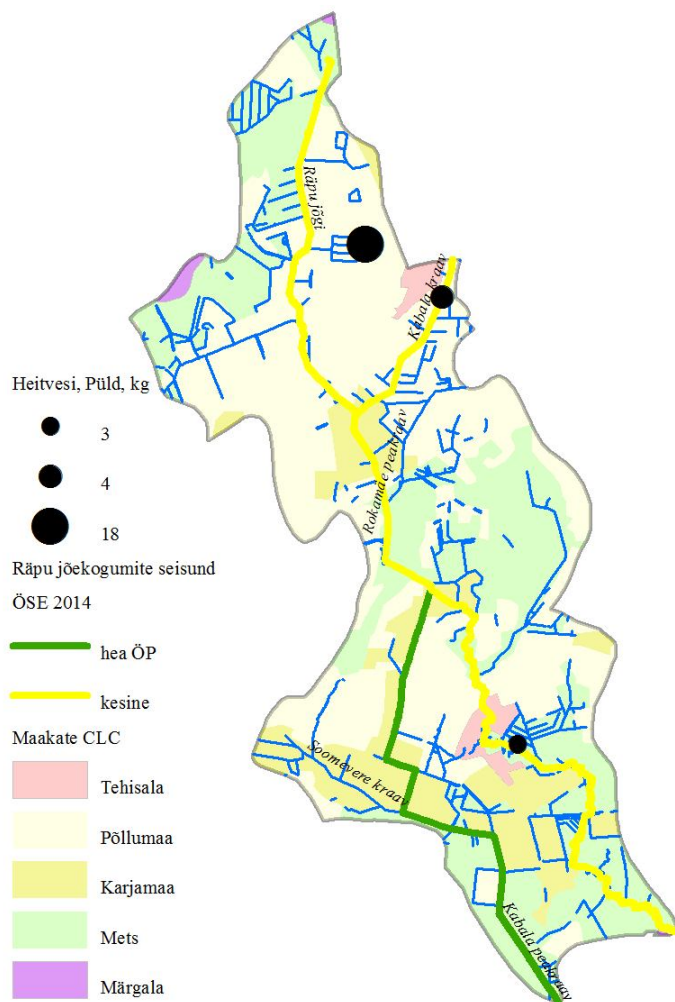 Räpu jõgi
Kabala kraav
Heitvesi, Püld, kg
3
4
18
Rokamäe peakraav
Räpu jõekogumite seisund
ÖSE 2014
hea ÖP
kesine
Maakate CLC
Soomevere kraav
Tehisala
Põllumaa
Karjamaa
Mets
Kabala peakraav
Märgala